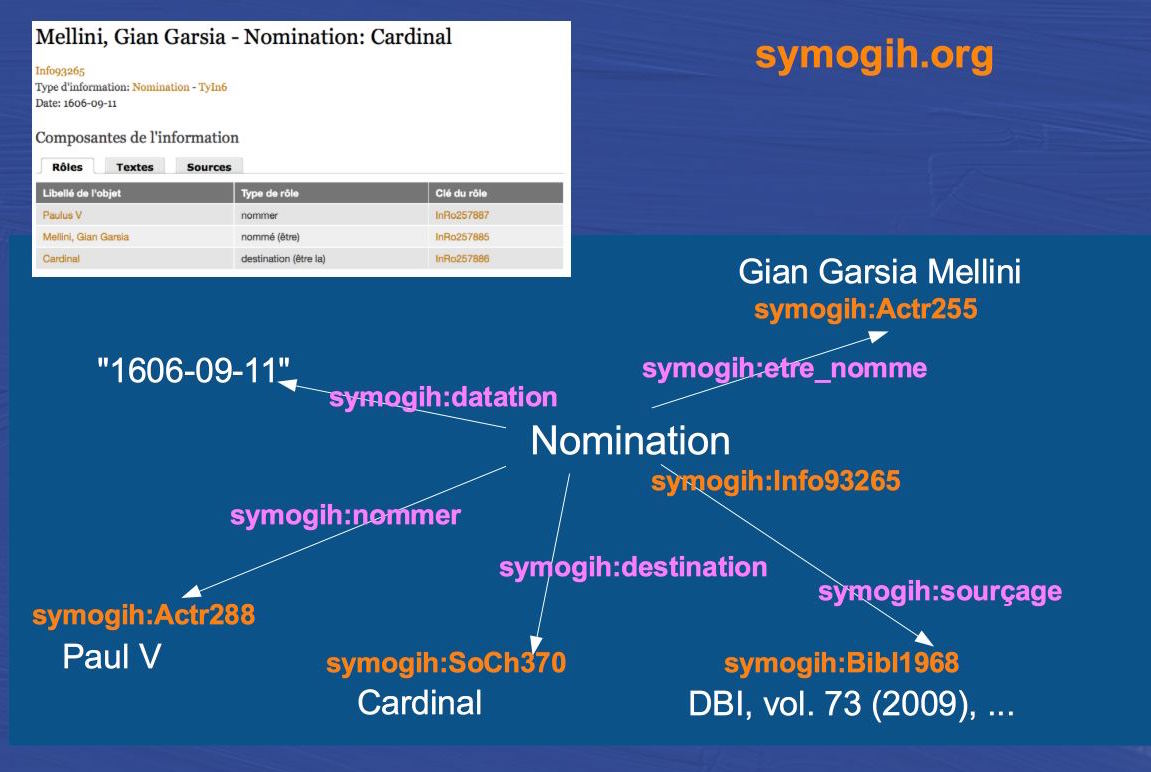 Mellini, Gian Garsia - Nomination: Cardinal
Info93265
Type d'information: Nomination - TyIn6
Date: 1606-09-11
Composantes de l'information
Rôles Textes Sources
Libellé de l'objet Type de rôle Clé du rôle
Paulus V nommer InRo257887
Mellini, Gian Garsia nommé (être) InRo257885
Cardinal destination (être la) InRo257886
symogih.org
Gian Garsia Mellini
symogih:Actr255
"1606-09-11"
symogih:etre_nomme
symogih:datation
Nomination
symogih:Info93265
symogih:nommer
symogih:destination
symogih:sourçage
symogih:Actr288
Paul V
symogih:SoCh370
Cardinal
symogih:Bibl1968
DBI, vol. 73 (2009), ...